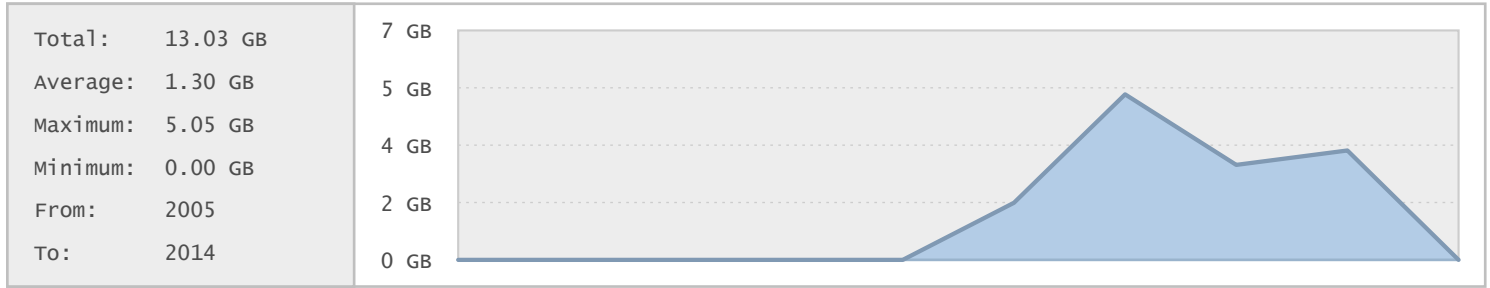 Total: 13.03 GB
Average: 1.30 GB
Maximum: 5.05 GB
Minimum: 0.00 GB
From: 2005
To: 2014
7 GB
5 GB
4 GB
2 GB
0 GB